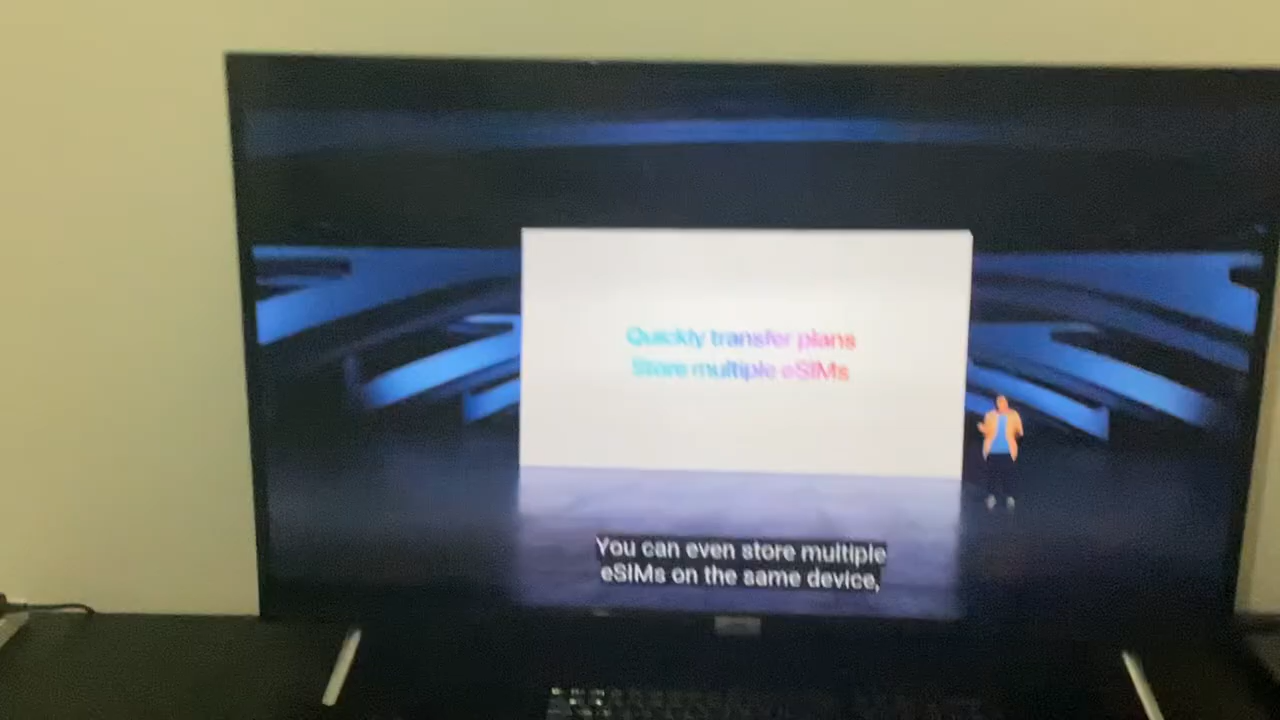 Quickly transfer plans
Store multiple eSIMs
You can even store multiple
eSIMs on the same device,